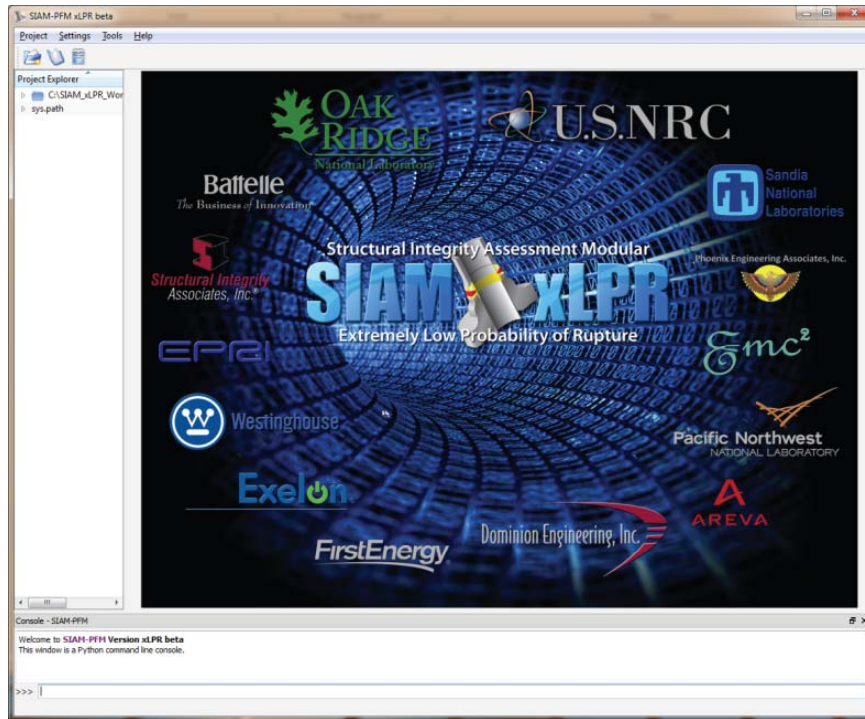 SIAM-PFM xLPR beta
Project Settings Tools Help
Project Explorer
C:\SIAM_xLPR_Wor
sys.path
OAK
RIDGE
National Laboratory
U.S.NRC
Battelle
The Business of Innovation
Sandia
National
Laboratories
Structural Integrity Assessment Modular
SIAM xLPR
Extremely Low Probability of Rupture
Structural Integrity
Associates, Inc.®
Phoenix Engineering Associates, Inc.
EPRI
Emc²
Westinghouse
Pacific Northwest
NATIONAL LABORATORY
Exelon
AREVA
FirstEnergy
Dominion Engineering, Inc.
Console - SIAM-PFM
Welcome to SIAM-PFM Version xLPR beta
This window is a Python command line console.
>>>